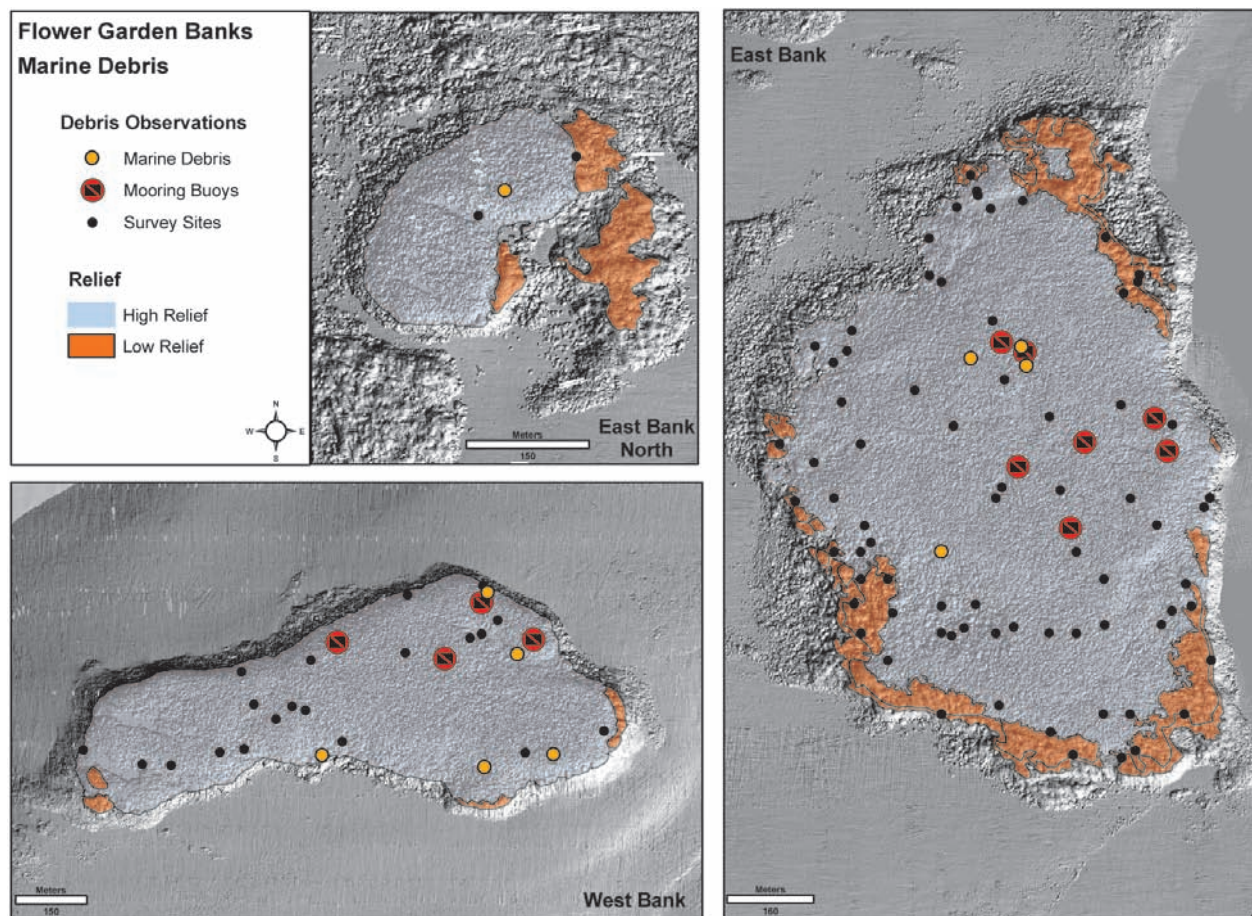 Flower Garden Banks
Marine Debris
Debris Observations
Marine Debris
Mooring Buoys
Survey Sites
Relief
High Relief
Low Relief
N
W E
S
Meters
150
East Bank
North
East Bank
Meters
160
Meters
150
West Bank